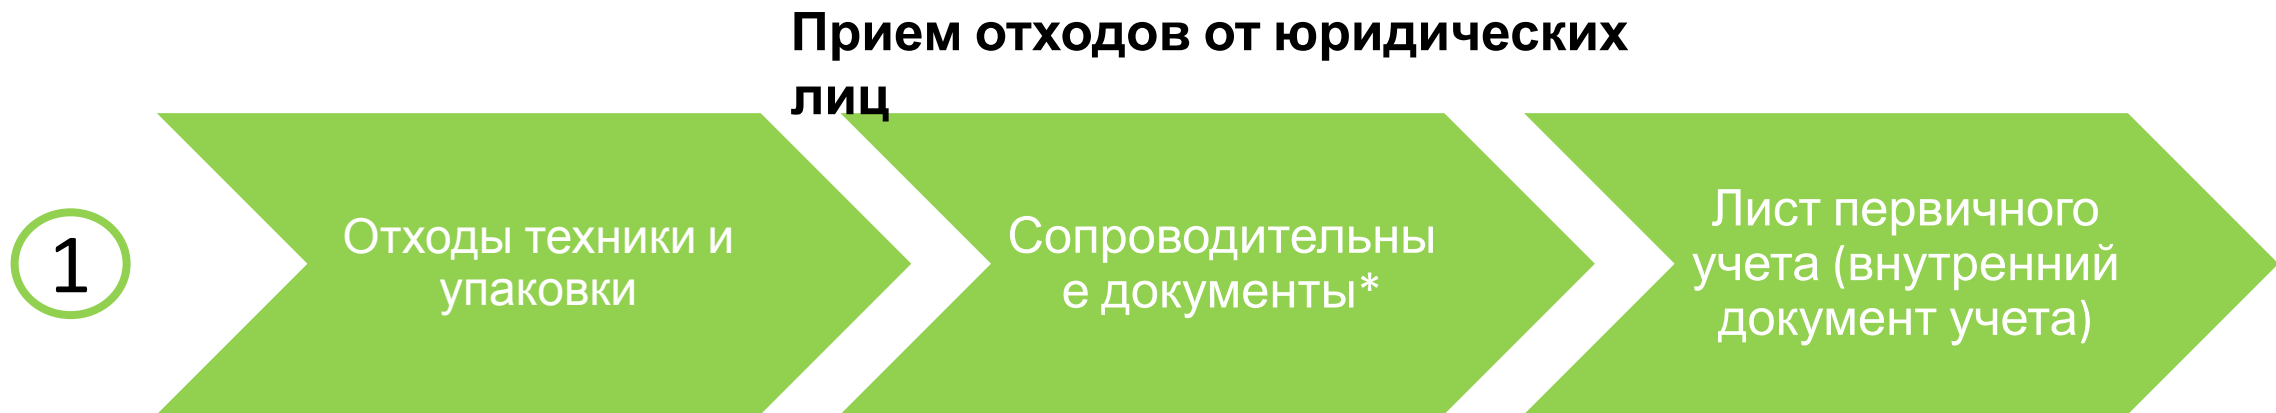 Прием отходов от юридических
лиц
1
Отходы техники и
упаковки
Сопроводительны
е документы*
Лист первичного
учета (внутренний
документ учета)